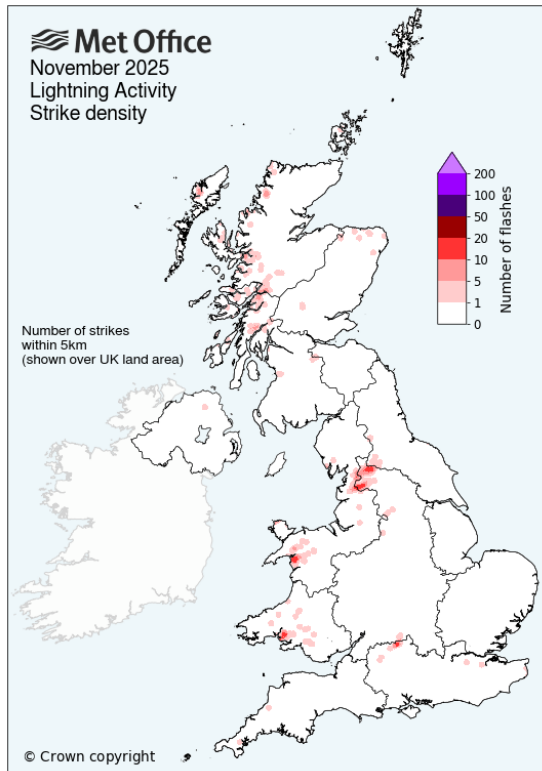 Met Office
November 2025
Lightning Activity
Strike density
200
100
50
20
10
5
1
0
Number of flashes
Number of strikes
within 5km
(shown over UK land area)
© Crown copyright